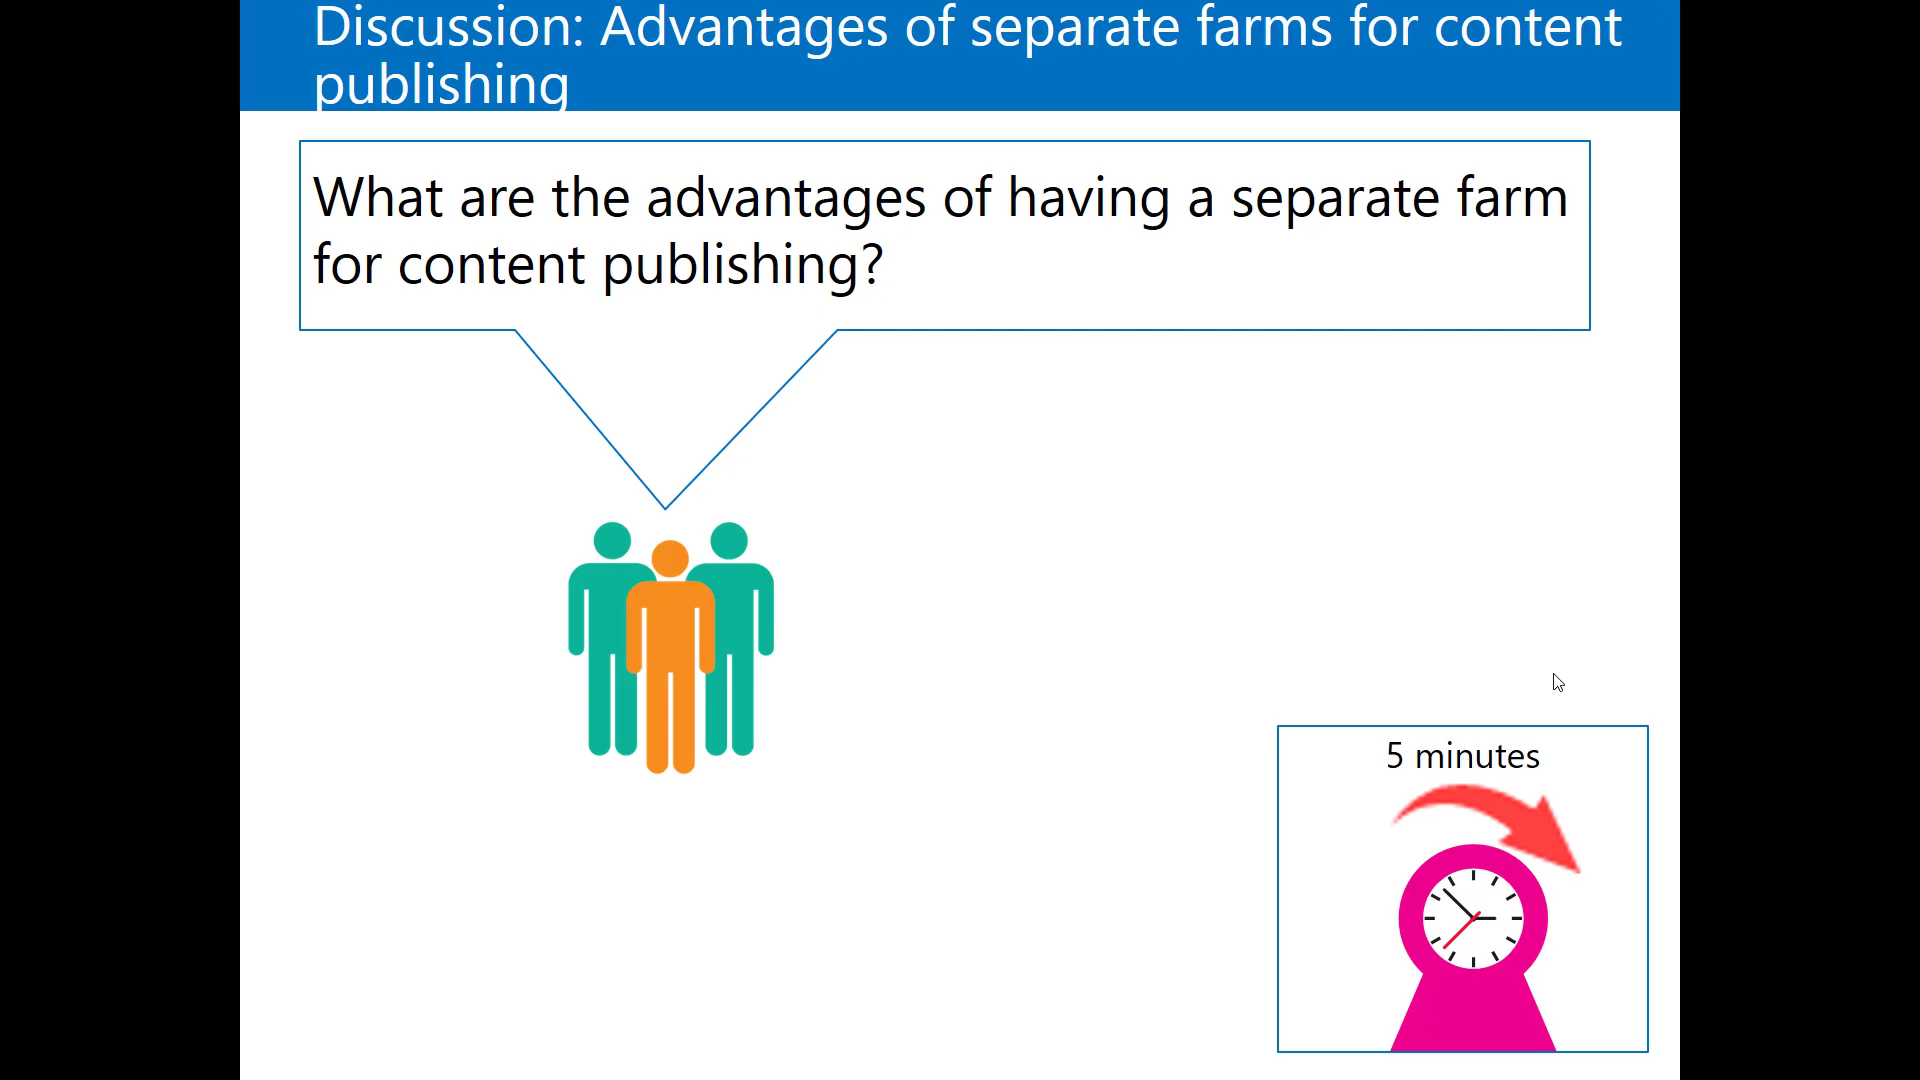 Discussion: Advantages of separate farms for content
publishing
What are the advantages of having a separate farm
for content publishing?
5 minutes